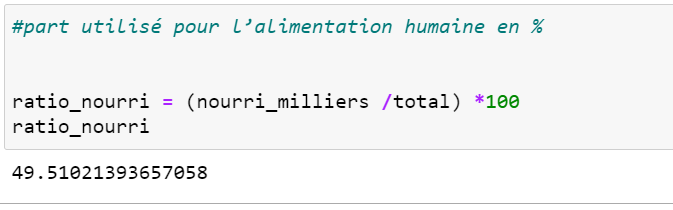 #part utilisé pour l’alimentation humaine en %
ratio_nourri = (nourri_milliers /total) *100
ratio_nourri
49.51021393657058